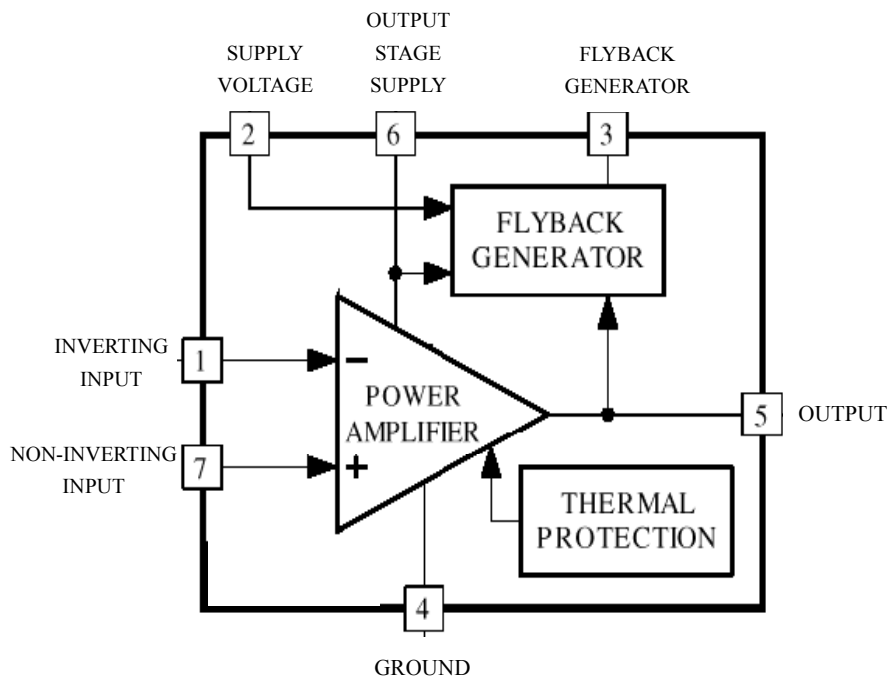 OUTPUT
STAGE
SUPPLY
SUPPLY
VOLTAGE
FLYBACK
GENERATOR
2
6
3
FLYBACK
GENERATOR
INVERTING
INPUT
1
−
POWER
AMPLIFIER
5
OUTPUT
NON-INVERTING
INPUT
7
+
THERMAL
PROTECTION
4
GROUND